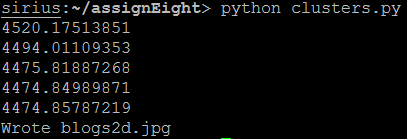 sirius:~/assignEight> python clusters.py
4520.17513851
4494.01109353
4475.81887268
4474.84989871
4474.85787219
Wrote blogs2d.jpg